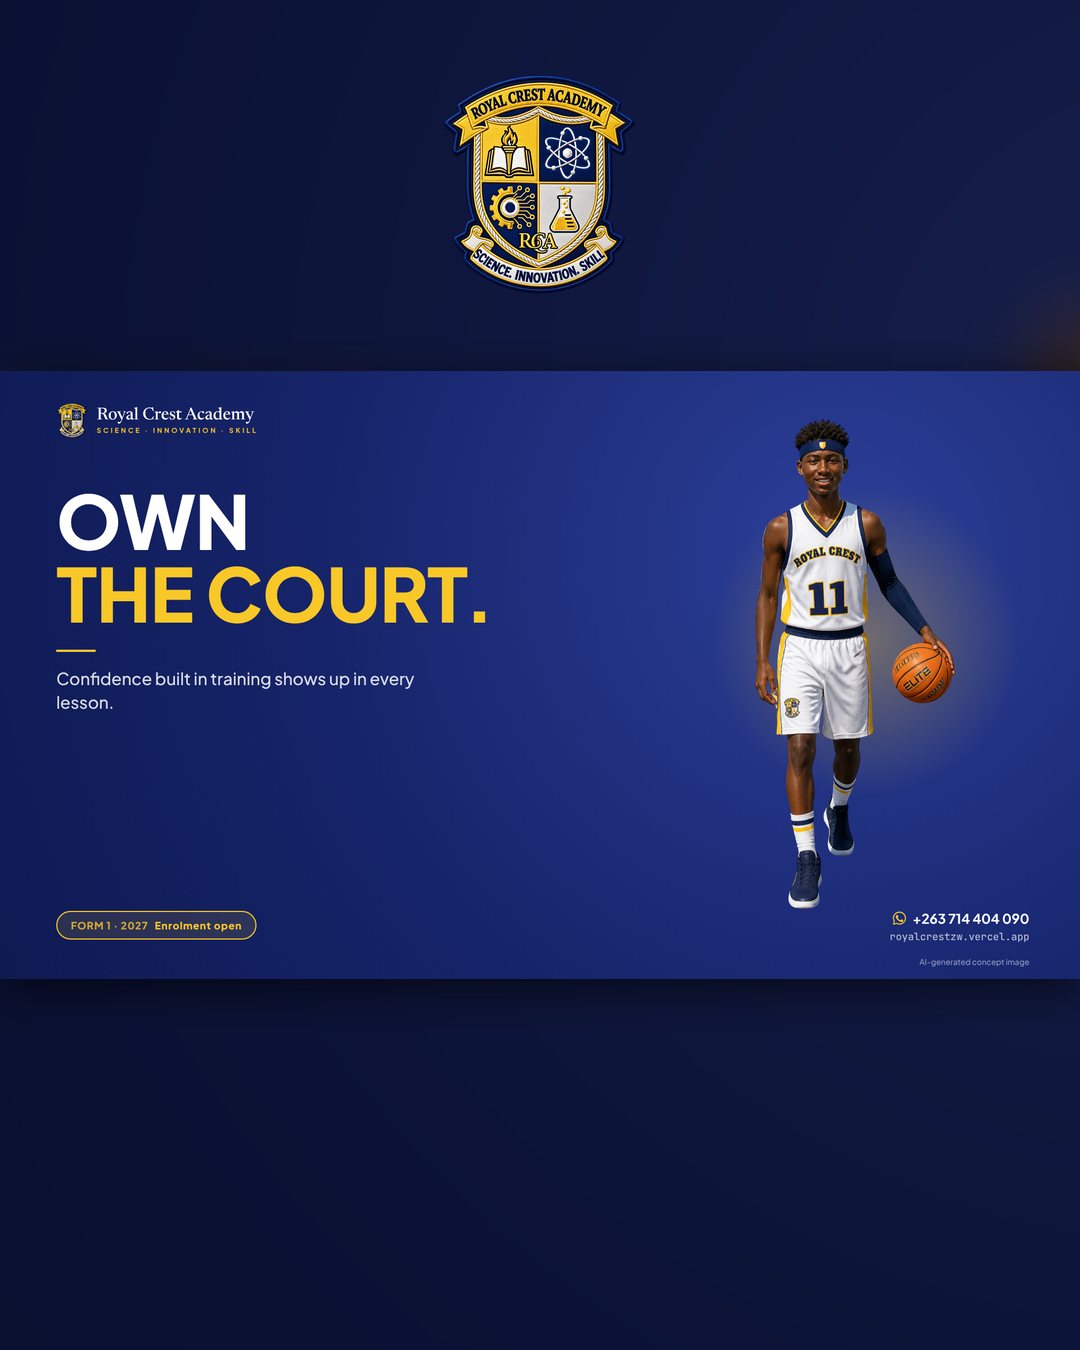 ROYAL CREST ACADEMY
RCA
SCIENCE. INNOVATION. SKILL
Royal Crest Academy
SCIENCE · INNOVATION · SKILL
OWN
THE COURT.
Confidence built in training shows up in every
lesson.
ROYAL CREST
11
ELITE
FORM 1 · 2027 Enrolment open
+263 714 404 090
royalcrestzw.vercel.app
AI-generated concept image